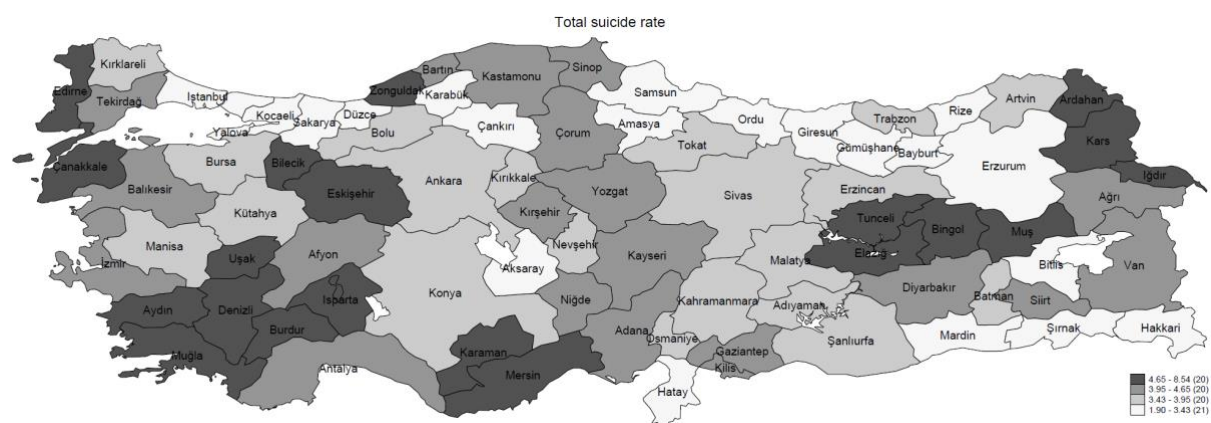 Total suicide rate
Kırklareli
Edirne
Tekirdağ
Istanbul
Kocaeli
Yalova
Sakarya
Düzce
Zonguldak
Bartın
Karabük
Kastamonu
Sinop
Samsun
Çankırı
Bolu
Çorum
Amasya
Ordu
Giresun
Trabzon
Rize
Artvin
Ardahan
Kars
Gömüşhane
Bayburt
Erzurum
Iğdır
Ağrı
Tokat
Çanakkale
Bursa
Bilecik
Eskişehir
Balıkesir
Kütahya
Ankara
Kırıkkale
Yozgat
Sivas
Erzincan
Kırşehir
Tunceli
Bingol
Muş
Elazığ
Manisa
İzmir
Uşak
Afyon
Nevşehir
Aksaray
Kayseri
Malatya
Bitlis
Van
Konya
Isparta
Niğde
Kahramanmara
Adıyaman
Diyarbakır
Batman
Siirt
Aydın
Denizli
Burdur
Adana
Osmaniye
Şanlıurfa
Mardin
Şırnak
Hakkari
Muğla
Antalya
Karaman
Mersin
Gaziantep
Kilis
Hatay
4.65 - 8.54 (20)
3.95 - 4.65 (20)
3.43 - 3.95 (20)
1.90 - 3.43 (21)